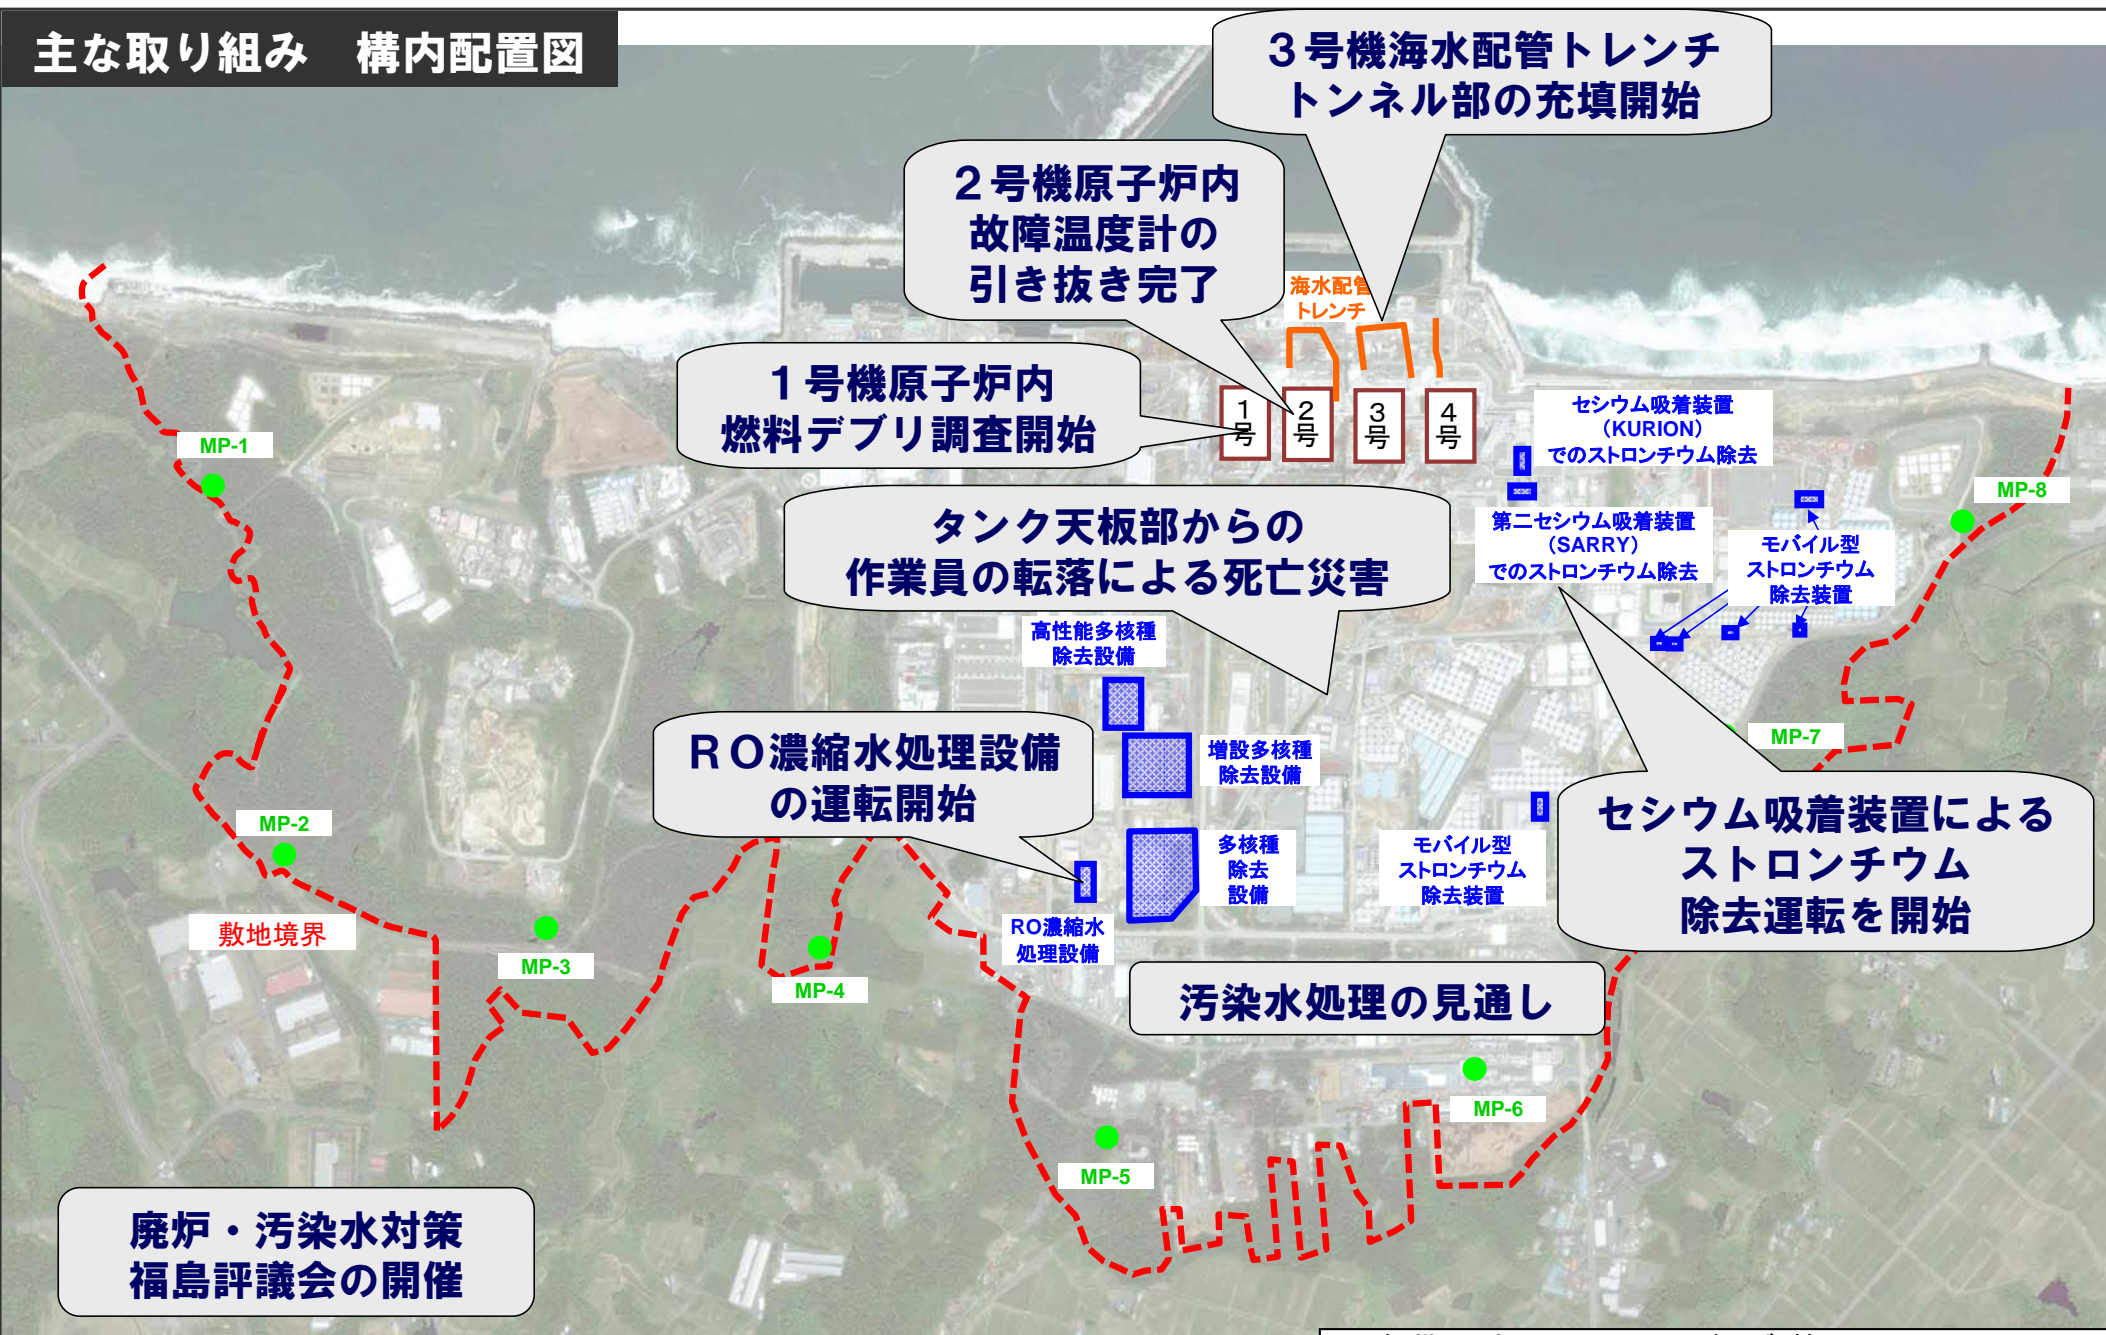 主な取り組み　構内配置図
３号機海水配管トレンチ
トンネル部の充填開始
２号機原子炉内
故障温度計の
引き抜き完了
海水配管
トレンチ
１号機原子炉内
燃料デブリ調査開始
1号
2号
3号
4号
セシウム吸着装置
（KURION）
でのストロンチウム除去
MP-1
MP-8
タンク天板部からの
作業員の転落による死亡災害
第二セシウム吸着装置
（SARRY）
でのストロンチウム除去
モバイル型
ストロンチウム
除去装置
高性能多核種
除去設備
ＲＯ濃縮水処理設備
の運転開始
増設多核種
除去設備
MP-7
MP-2
セシウム吸着装置による
ストロンチウム
除去運転を開始
多核種
除去
設備
モバイル型
ストロンチウム
除去装置
敷地境界
RO濃縮水
処理設備
MP-3
MP-4
汚染水処理の見通し
MP-6
MP-5
廃炉・汚染水対策
福島評議会の開催